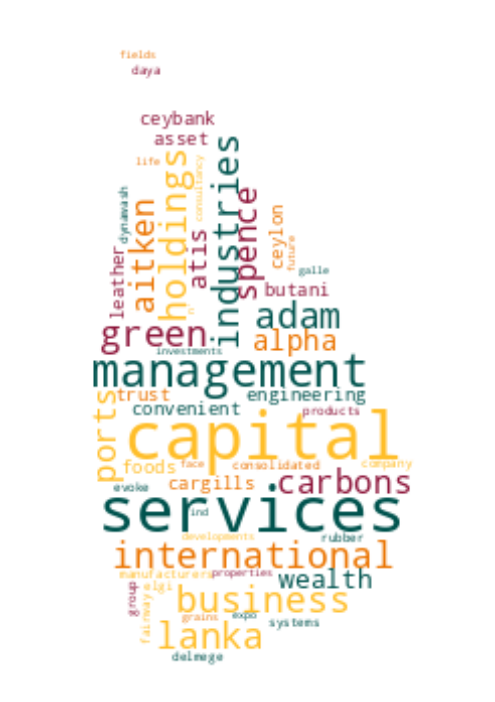 fields
daya
ceybank
asset
life
consultancy
holdings
industries
dynawash
aitken
spence
leather
atis
ceylon
future
galle
butani
c
adam
green
alpha
investments
management
trust
engineering
ports
convenient
products
capital
foods
face
consolidated
company
cargills
carbons
evoke
services
ind
developments
rubber
international
manufacturers
properties
wealth
elgi
group
business
fairway
grains
expo
systems
lanka
delmege